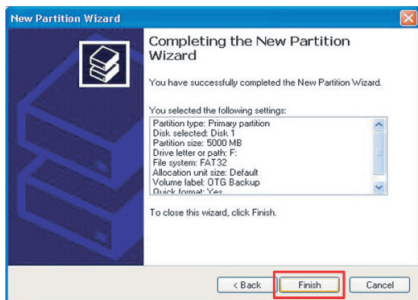 New Partition Wizard
Completing the New Partition
Wizard
You have successfully completed the New Partition Wizard.
You selected the following settings:
Partition type: Primary partition
Disk selected: Disk 1
Partition size: 5000 MB
Drive letter or path: F:
File system: FAT32
Allocation unit size: Default
Volume label: OTG Backup
Quick format: Yes
To close this wizard, click Finish.
< Back
Finish
Cancel